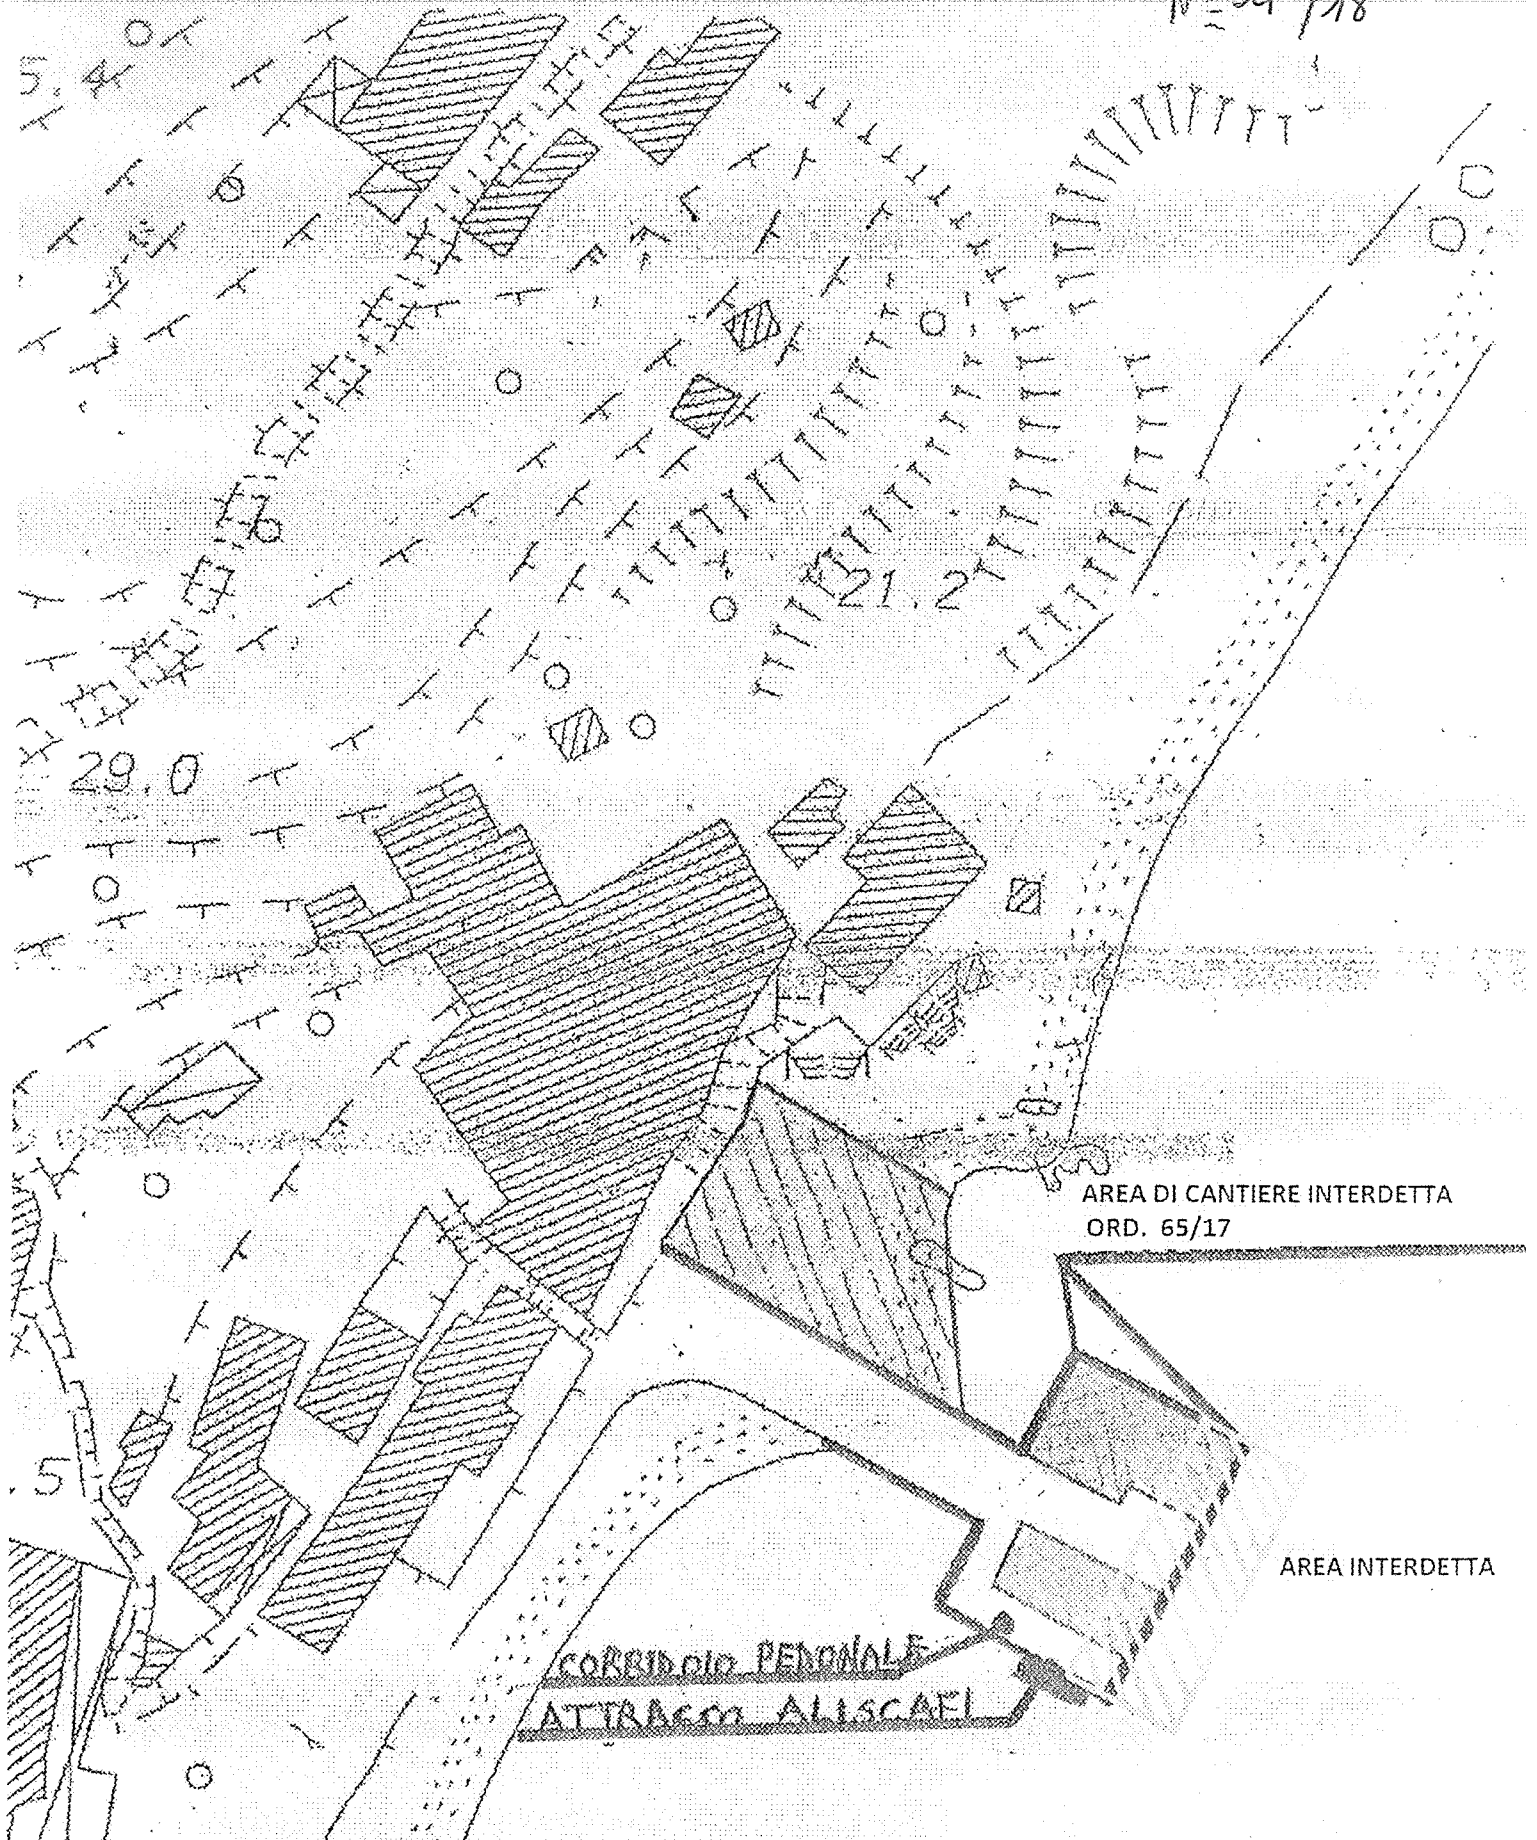 5.4
21.2
29.0
AREA DI CANTIERE INTERDETTA
ORD. 65/17
.5
AREA INTERDETTA
CORRIDOIO PEDONALE
ATTRACCO ALISCAFI